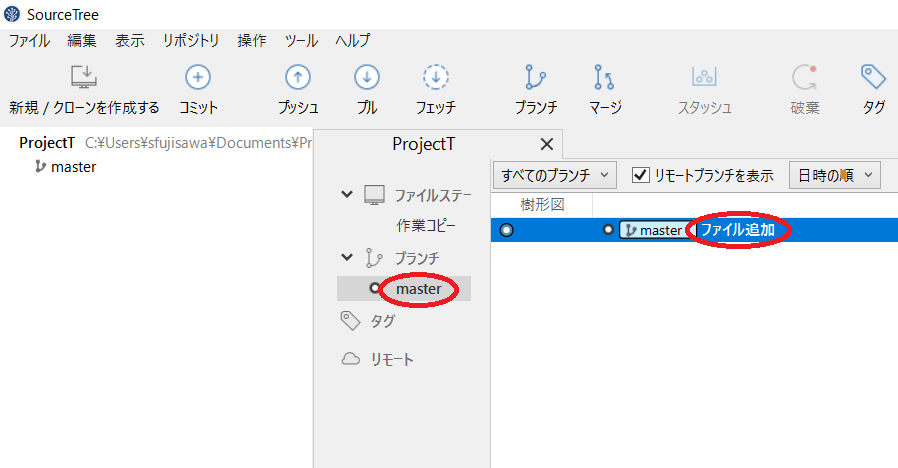 SourceTree
ファイル 編集 表示 リポジトリ 操作 ツール ヘルプ
新規 / クローンを作成する コミット プッシュ プル フェッチ ブランチ マージ スタッシュ 破棄 タグ
ProjectT C:¥Users¥sfujisawa¥Documents¥Pr
master
ProjectT
すべてのブランチ リモートブランチを表示 日時の順
ファイルステー
樹形図
作業コピー
master ファイル追加
ブランチ
master
タグ
リモート